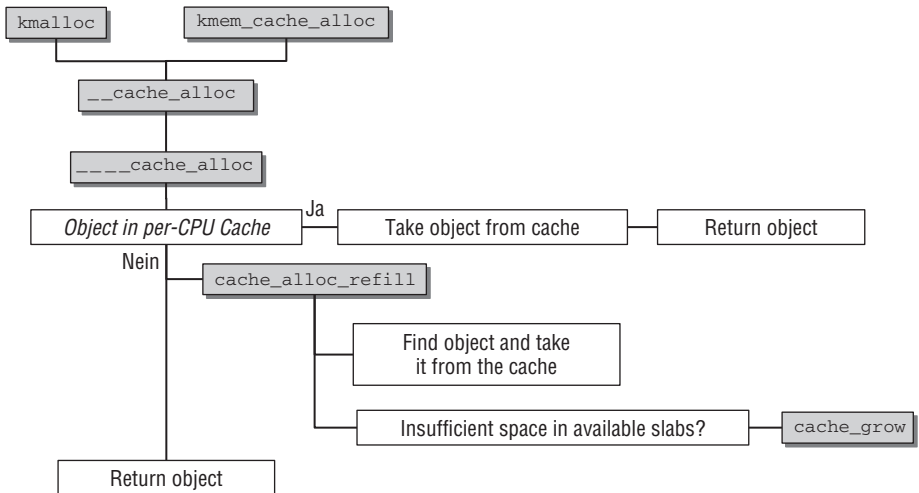 kmalloc
kmem_cache_alloc
__cache_alloc
____cache_alloc
Object in per-CPU Cache
Ja
Take object from cache
Return object
Nein
cache_alloc_refill
Find object and take
it from the cache
Insufficient space in available slabs?
cache_grow
Return object